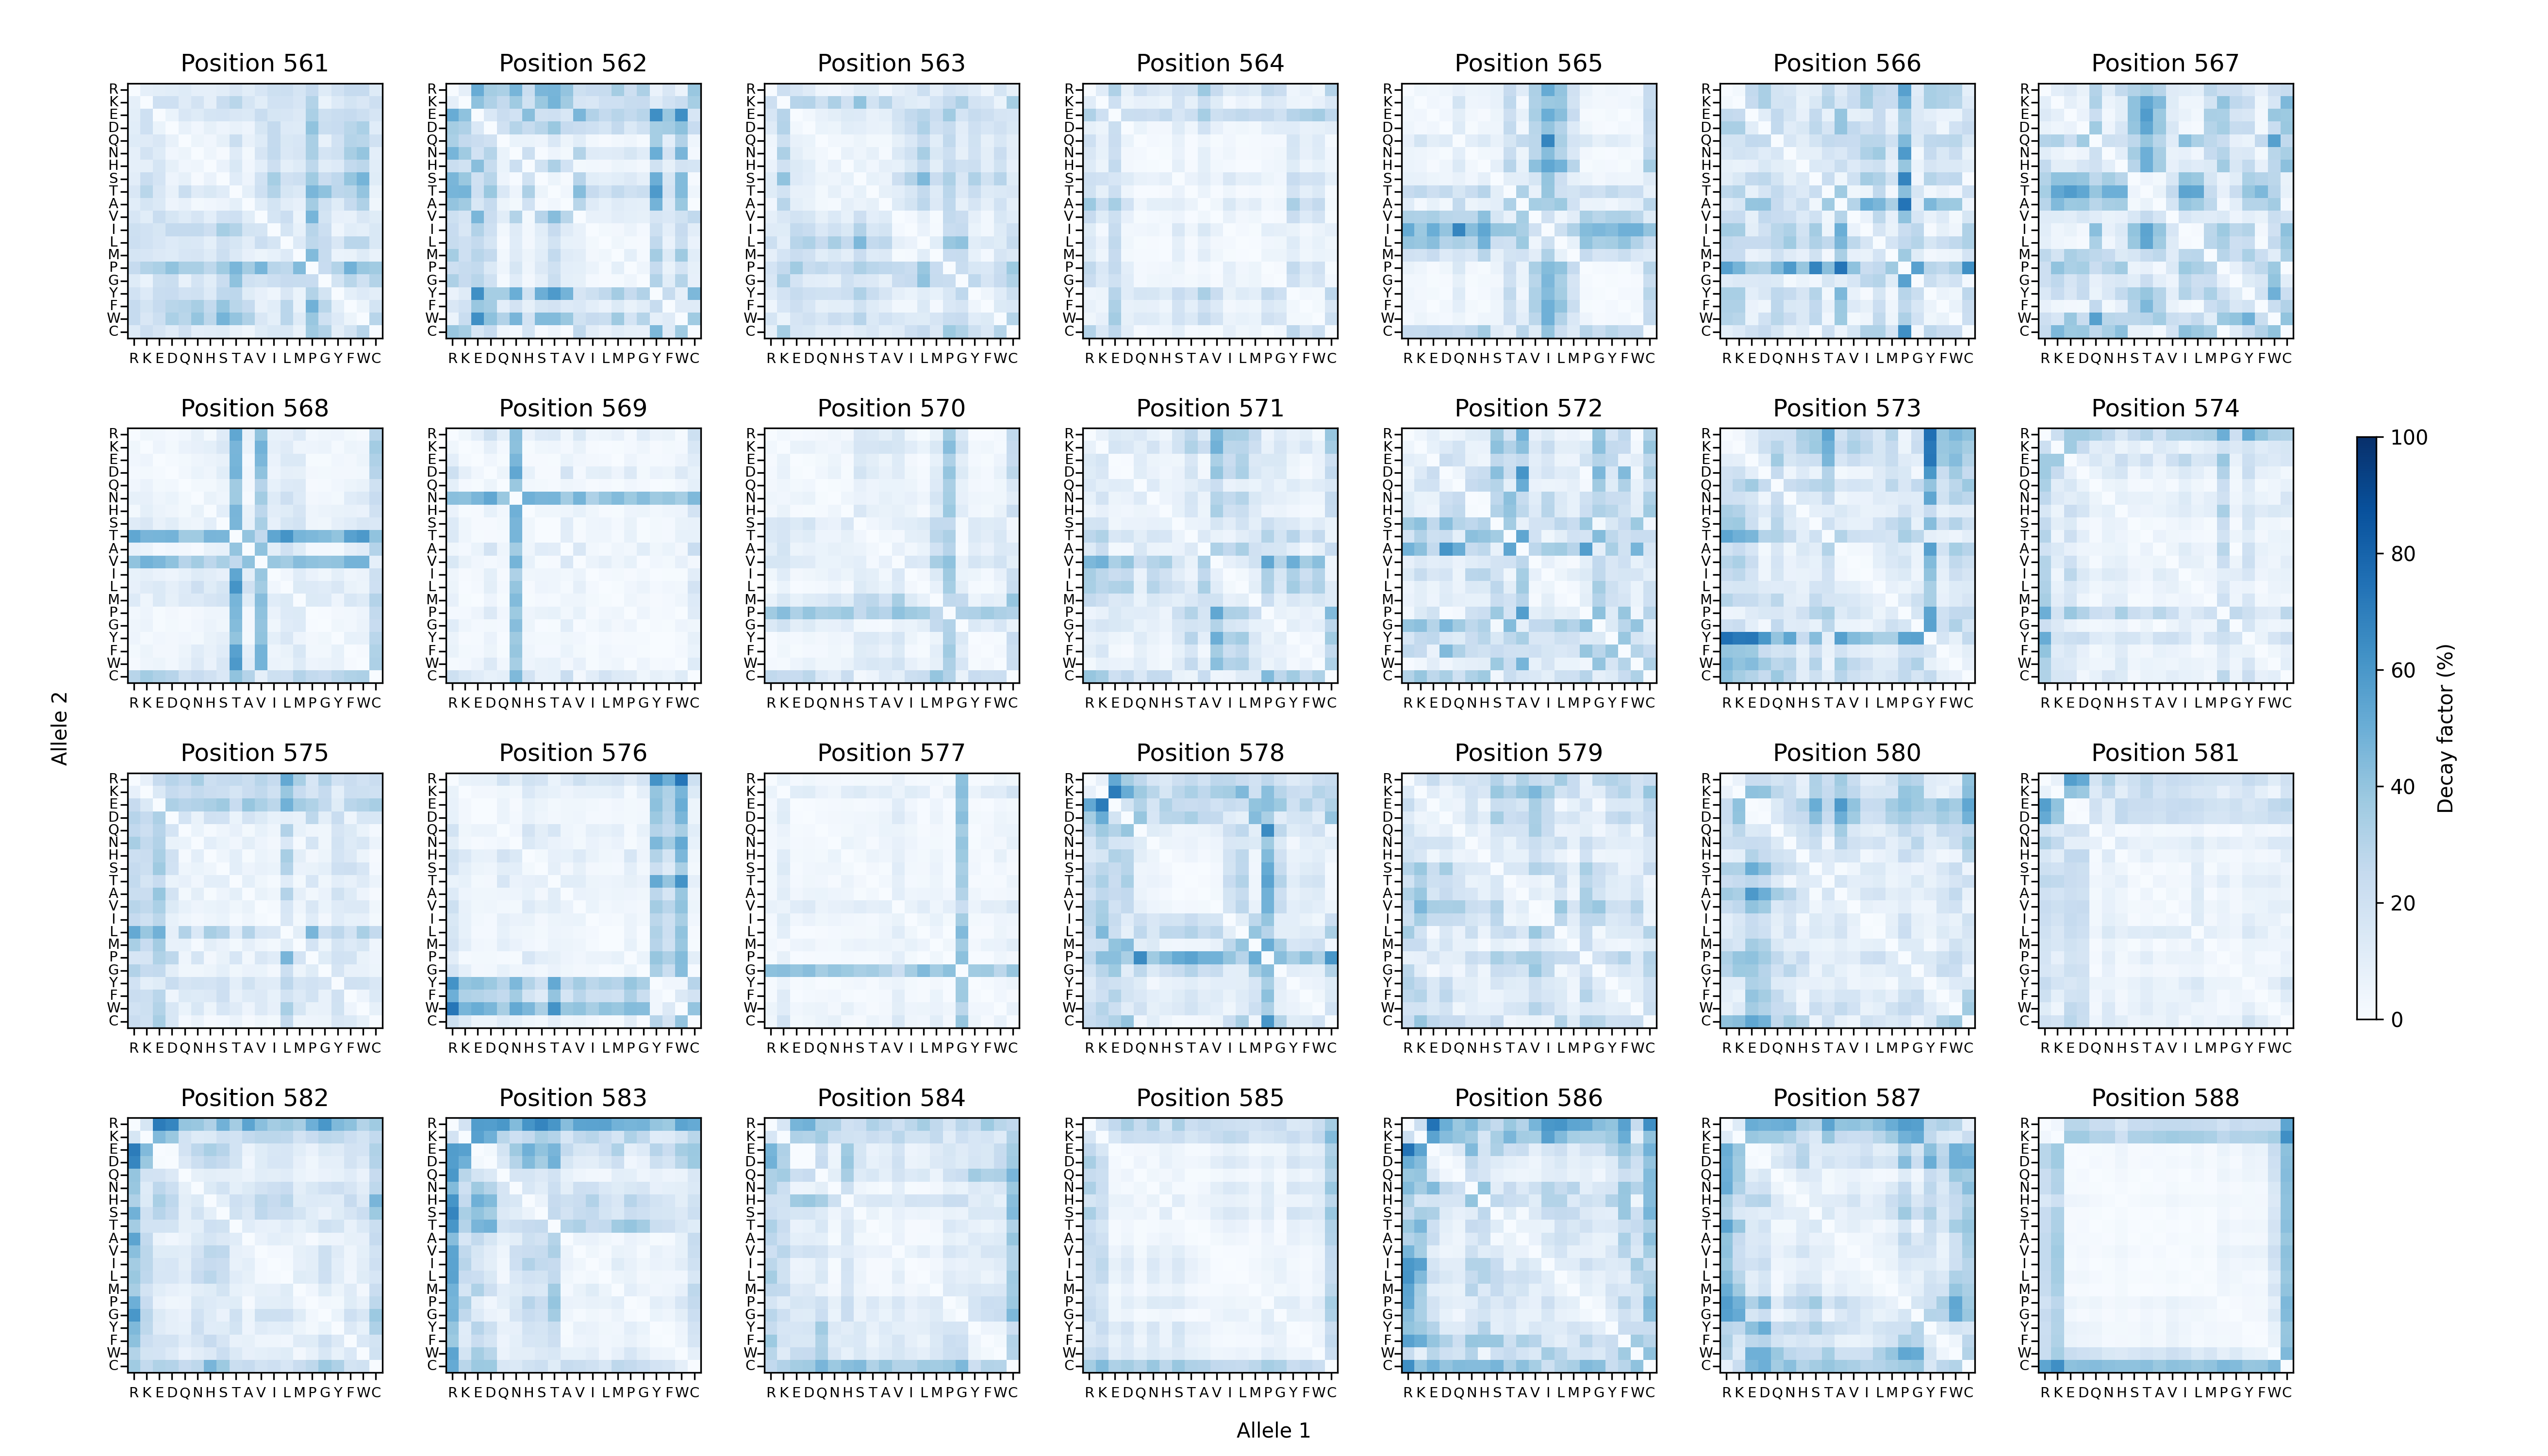 Position 561 Position 562 Position 563 Position 564 Position 565 Position 566 Position 567
R R R R R R R
K K K K K K K
E E E E E E E
D D D D D D D
Q Q Q Q Q Q Q
N N N N N N N
H H H H H H H
S S S S S S S
T T T T T T T
A A A A A A A
V V V V V V V
I I I I I I I
L L L L L L L
M M M M M M M
P P P P P P P
G G G G G G G
Y Y Y Y Y Y Y
F F F F F F F
W W W W W W W
C C C C C C C
R K E D Q N H S T A V I L M P G Y F W C R K E D Q N H S T A V I L M P G Y F W C R K E D Q N H S T A V I L M P G Y F W C R K E D Q N H S T A V I L M P G Y F W C R K E D Q N H S T A V I L M P G Y F W C R K E D Q N H S T A V I L M P G Y F W C R K E D Q N H S T A V I L M P G Y F W C
Position 568 Position 569 Position 570 Position 571 Position 572 Position 573 Position 574
R R R R R R R
K K K K K K K
E E E E E E E
D D D D D D D
Q Q Q Q Q Q Q
N N N N N N N
H H H H H H H
S S S S S S S
T T T T T T T
A A A A A A A
V V V V V V V
I I I I I I I
L L L L L L L
M M M M M M M
P P P P P P P
G G G G G G G
Y Y Y Y Y Y Y
F F F F F F F
W W W W W W W
C C C C C C C
R K E D Q N H S T A V I L M P G Y F W C R K E D Q N H S T A V I L M P G Y F W C R K E D Q N H S T A V I L M P G Y F W C R K E D Q N H S T A V I L M P G Y F W C R K E D Q N H S T A V I L M P G Y F W C R K E D Q N H S T A V I L M P G Y F W C R K E D Q N H S T A V I L M P G Y F W C
Position 575 Position 576 Position 577 Position 578 Position 579 Position 580 Position 581
R R R R R R R
K K K K K K K
E E E E E E E
D D D D D D D
Q Q Q Q Q Q Q
N N N N N N N
H H H H H H H
S S S S S S S
T T T T T T T
A A A A A A A
V V V V V V V
I I I I I I I
L L L L L L L
M M M M M M M
P P P P P P P
G G G G G G G
Y Y Y Y Y Y Y
F F F F F F F
W W W W W W W
C C C C C C C
R K E D Q N H S T A V I L M P G Y F W C R K E D Q N H S T A V I L M P G Y F W C R K E D Q N H S T A V I L M P G Y F W C R K E D Q N H S T A V I L M P G Y F W C R K E D Q N H S T A V I L M P G Y F W C R K E D Q N H S T A V I L M P G Y F W C R K E D Q N H S T A V I L M P G Y F W C
Position 582 Position 583 Position 584 Position 585 Position 586 Position 587 Position 588
R R R R R R R
K K K K K K K
E E E E E E E
D D D D D D D
Q Q Q Q Q Q Q
N N N N N N N
H H H H H H H
S S S S S S S
T T T T T T T
A A A A A A A
V V V V V V V
I I I I I I I
L L L L L L L
M M M M M M M
P P P P P P P
G G G G G G G
Y Y Y Y Y Y Y
F F F F F F F
W W W W W W W
C C C C C C C
R K E D Q N H S T A V I L M P G Y F W C R K E D Q N H S T A V I L M P G Y F W C R K E D Q N H S T A V I L M P G Y F W C R K E D Q N H S T A V I L M P G Y F W C R K E D Q N H S T A V I L M P G Y F W C R K E D Q N H S T A V I L M P G Y F W C R K E D Q N H S T A V I L M P G Y F W C
Allele 2
Allele 1
100
80
60
40
20
0
Decay factor (%)